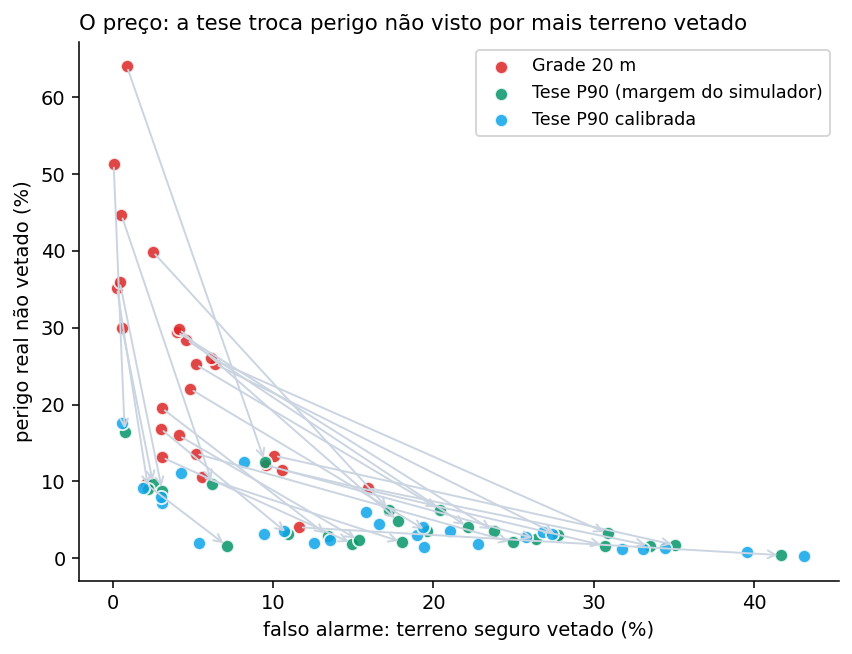 O preço: a tese troca perigo não visto por mais terreno vetado
Grade 20 m
Tese P90 (margem do simulador)
Tese P90 calibrada
perigo real não vetado (%)
60
50
40
30
20
10
0
0 10 20 30 40
falso alarme: terreno seguro vetado (%)